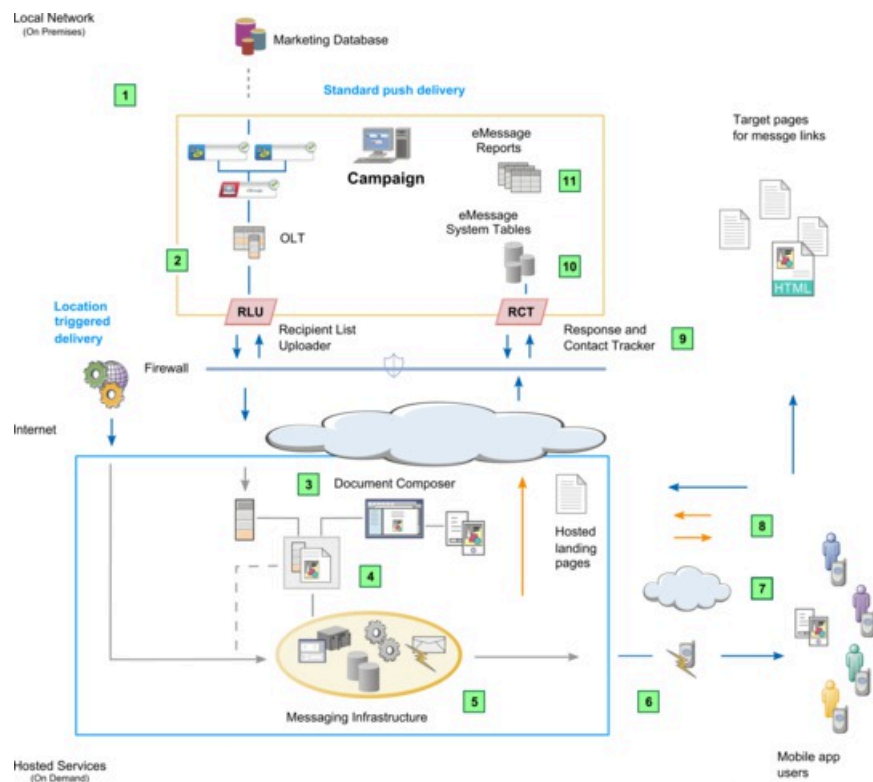 Local Network
(On Premises)
Marketing Database
1
Standard push delivery
Target pages
for messge links
eMessage
Reports
Campaign
11
eMessage
System Tables
OLT
2
10
HTML
Location
triggered
delivery
RLU
RCT
Recipient List
Uploader
Response and
Contact Tracker
9
Firewall
Internet
3
Document Composer
Hosted
landing
pages
8
4
7
5
6
Messaging Infrastructure
Mobile app
users
Hosted Services
(On Demand)